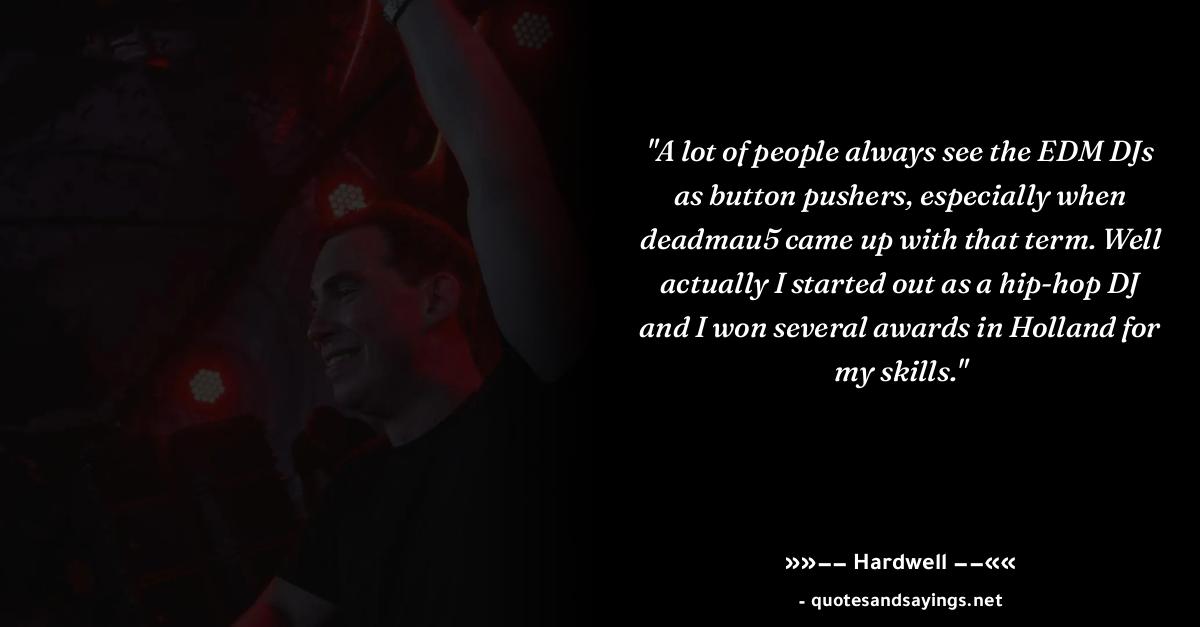 "A lot of people always see the EDM DJs
as button pushers, especially when
deadmau5 came up with that term. Well
actually I started out as a hip-hop DJ
and I won several awards in Holland for
my skills."
»»−− Hardwell −−««
- quotesandsayings.net